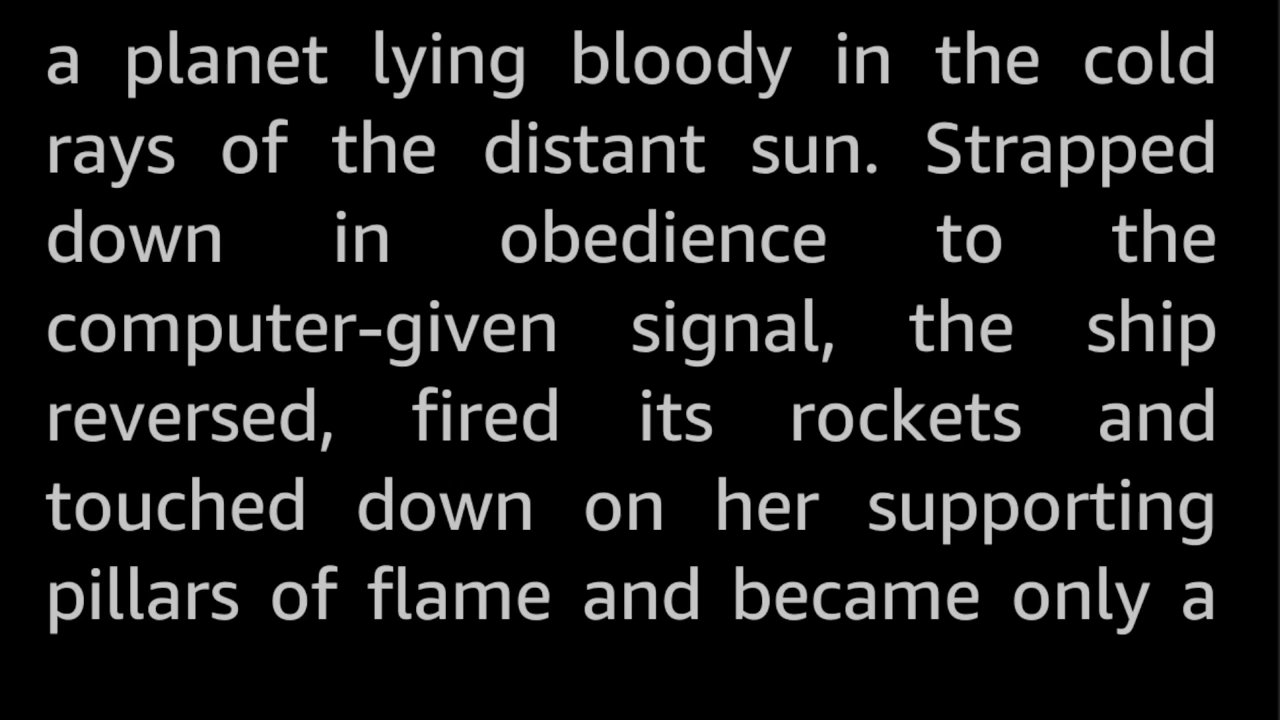 a planet lying bloody in the cold
rays of the distant sun. Strapped
down in obedience to the
computer-given signal, the ship
reversed, fired its rockets and
touched down on her supporting
pillars of flame and became only a